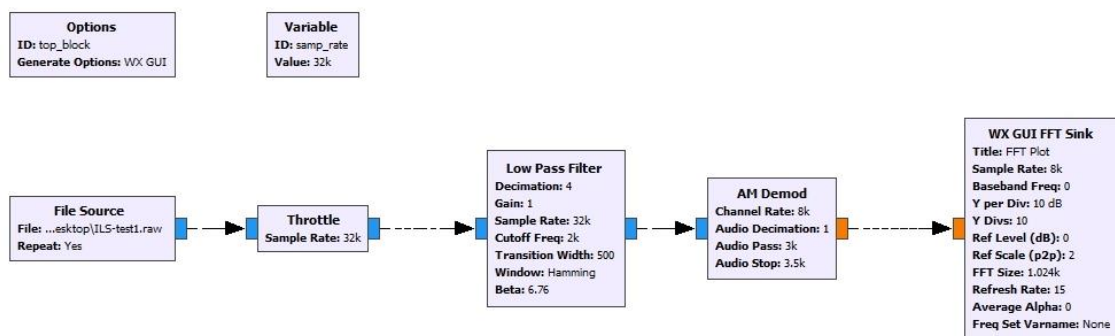 Options
ID: top_block
Generate Options: WX GUI
Variable
ID: samp_rate
Value: 32k
File Source
File: ...esktop\ILS-test1.raw
Repeat: Yes
Throttle
Sample Rate: 32k
Low Pass Filter
Decimation: 4
Gain: 1
Sample Rate: 32k
Cutoff Freq: 2k
Transition Width: 500
Window: Hamming
Beta: 6.76
AM Demod
Channel Rate: 8k
Audio Decimation: 1
Audio Pass: 3k
Audio Stop: 3.5k
WX GUI FFT Sink
Title: FFT Plot
Sample Rate: 8k
Baseband Freq: 0
Y per Div: 10 dB
Y Divs: 10
Ref Level (dB): 0
Ref Scale (p2p): 2
FFT Size: 1.024k
Refresh Rate: 15
Average Alpha: 0
Freq Set Varname: None